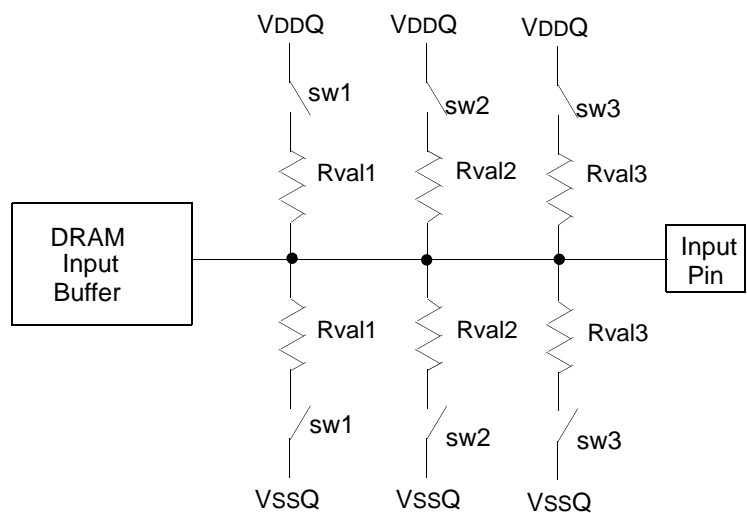 VDDQ VDDQ VDDQ
sw1 sw2 sw3
Rval1 Rval2 Rval3
DRAM
Input
Buffer
Input
Pin
Rval1 Rval2 Rval3
sw1 sw2 sw3
VSSQ VSSQ VSSQ